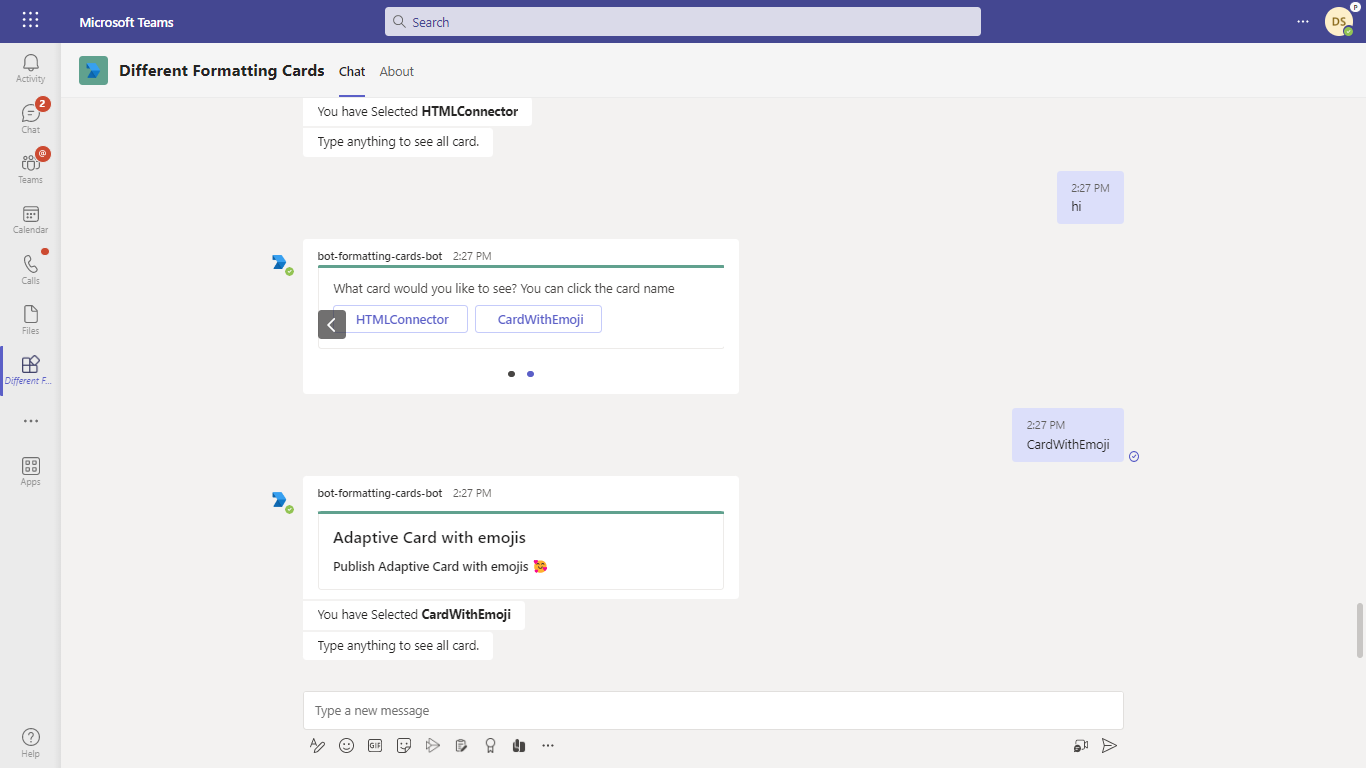 Microsoft Teams
Search
DS
P
Different Formatting Cards
Chat
About
Activity
2
Chat
@
Teams
Calendar
Calls
Files
Different F...
Apps
Help
You have Selected HTMLConnector
Type anything to see all card.
2:27 PM
hi
bot-formatting-cards-bot 2:27 PM
What card would you like to see? You can click the card name
HTMLConnector
CardWithEmoji
2:27 PM
CardWithEmoji
bot-formatting-cards-bot 2:27 PM
Adaptive Card with emojis
Publish Adaptive Card with emojis 🥰
You have Selected CardWithEmoji
Type anything to see all card.
Type a new message
GIF